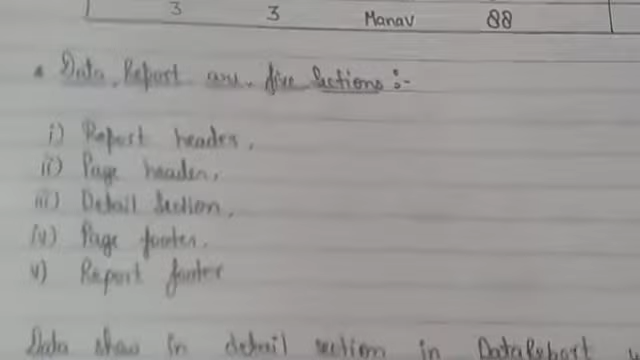 3 3 Manav 88
Data Report are five Sections :-
i) Report header.
ii) Page header.
iii) Detail Section.
iv) Page footer.
v) Report footer
Data show in detail section in DataReport